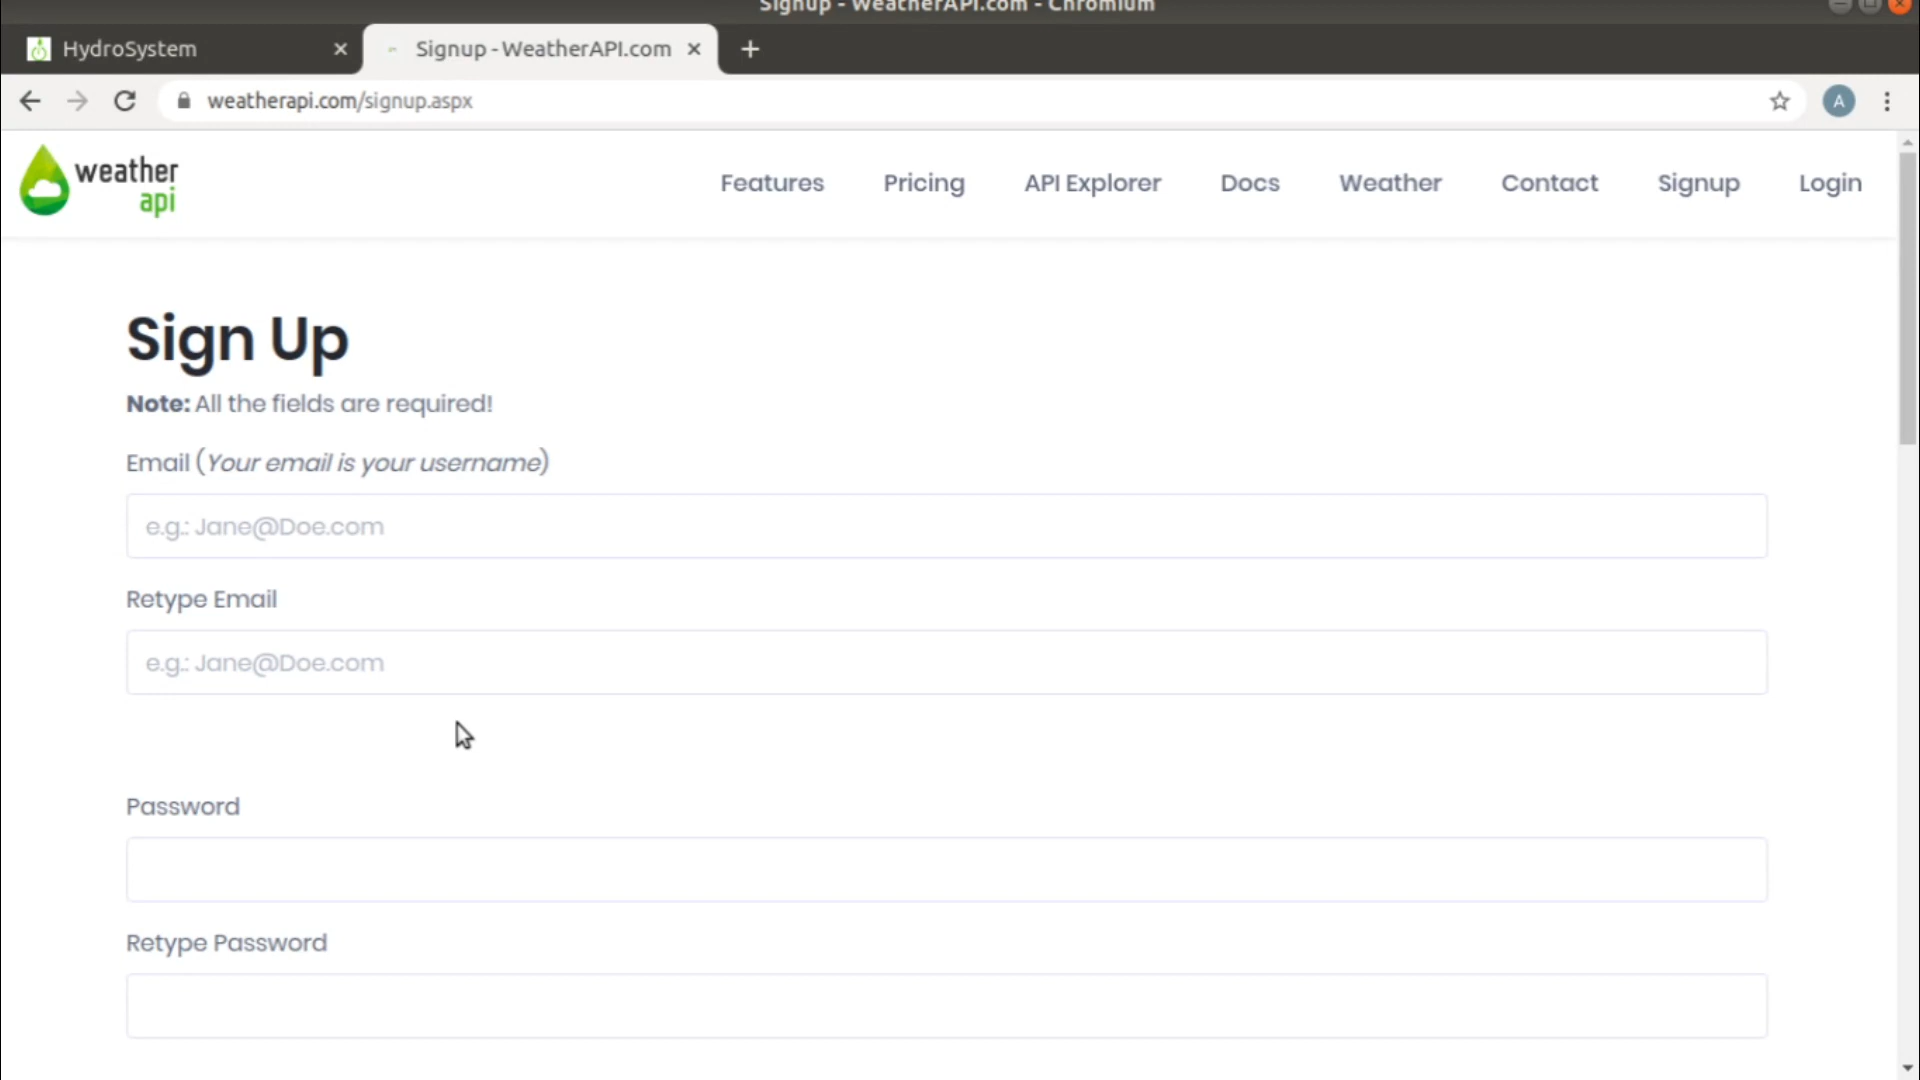 Signup - WeatherAPI.com - Chromium
HydroSystem
Signup - WeatherAPI.com
weatherapi.com/signup.aspx
A
weather
api
Features
Pricing
API Explorer
Docs
Weather
Contact
Signup
Login
Sign Up
Note: All the fields are required!
Email (Your email is your username)
e.g.: Jane@Doe.com
Retype Email
e.g.: Jane@Doe.com
Password
Retype Password